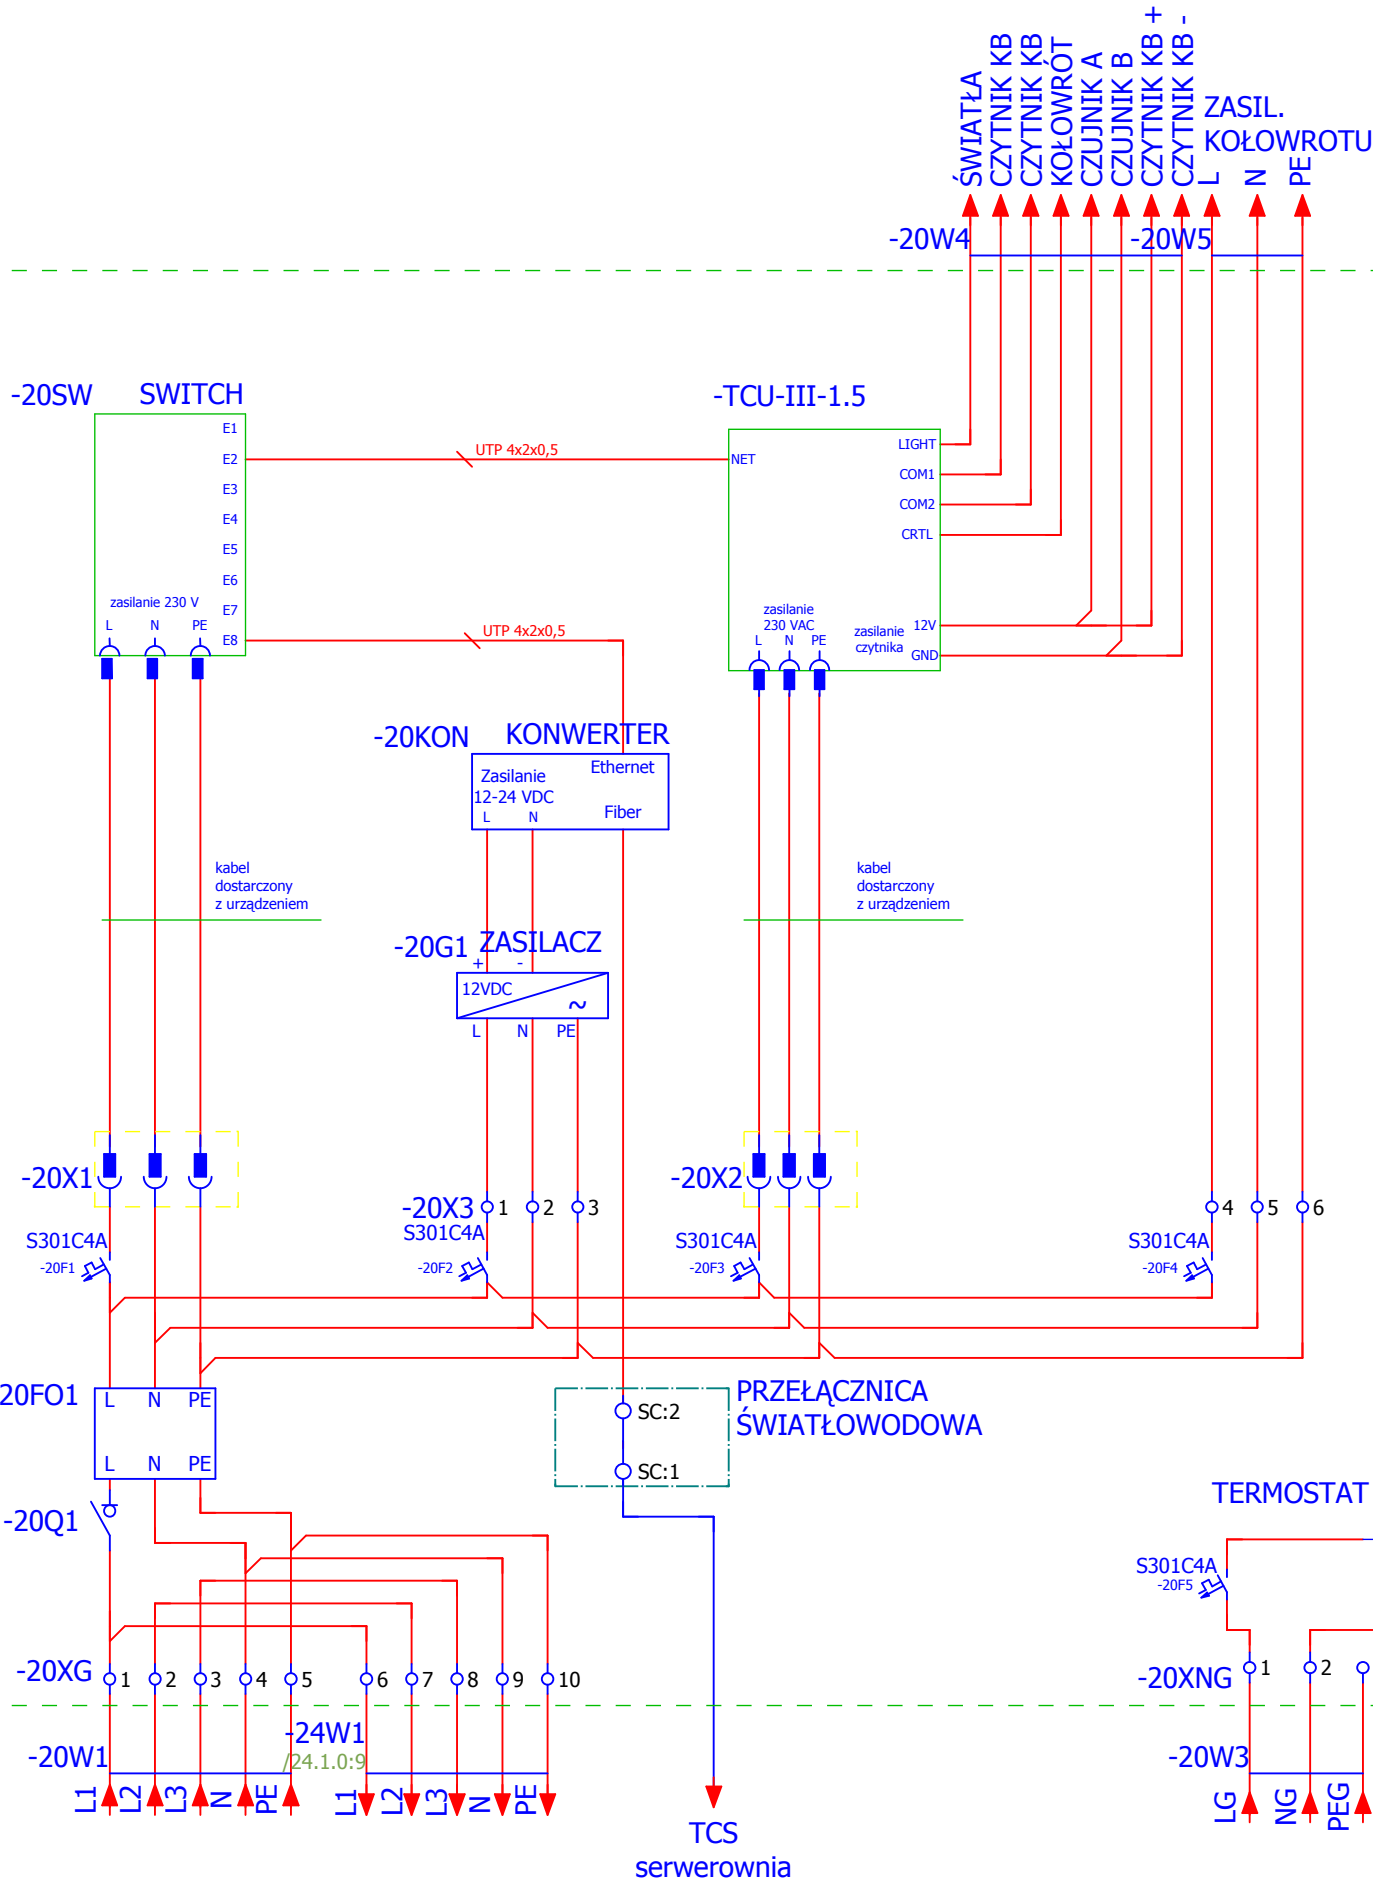 ŚWIATŁA
CZYTNIK KB
CZYTNIK KB
KOŁOWRÓT
CZUJNIK A
CZUJNIK B
CZYTNIK KB +
CZYTNIK KB -
ZASIL.
KOŁOWROTU
L
N
PE
-20W4
-20W5
-20SW
SWITCH
E1
E2
E3
E4
E5
E6
E7
E8
zasilanie 230 V
L
N
PE
UTP 4x2x0,5
UTP 4x2x0,5
-TCU-III-1.5
NET
LIGHT
COM1
COM2
CRTL
12V
GND
zasilanie
230 VAC
L
N
PE
zasilanie
czytnika
-20KON
KONWERTER
Zasilanie
12-24 VDC
L
N
Ethernet
Fiber
kabel
dostarczony
z urządzeniem
kabel
dostarczony
z urządzeniem
-20G1
ZASILACZ
+
-
12VDC
~
L
N
PE
-20X1
-20X3
1
2
3
-20X2
4
5
6
S301C4A
-20F1
S301C4A
-20F2
S301C4A
-20F3
S301C4A
-20F4
20FO1
L
N
PE
L
N
PE
SC:2
SC:1
PRZEŁĄCZNICA
ŚWIATŁOWODOWA
-20Q1
TERMOSTAT
S301C4A
-20F5
-20XG
1
2
3
4
5
6
7
8
9
10
-20XNG
1
2
-24W1
/24.1.0:9
-20W1
-20W3
L1
L2
L3
N
PE
L1
L2
L3
N
PE
LG
NG
PEG
TCS
serwerownia